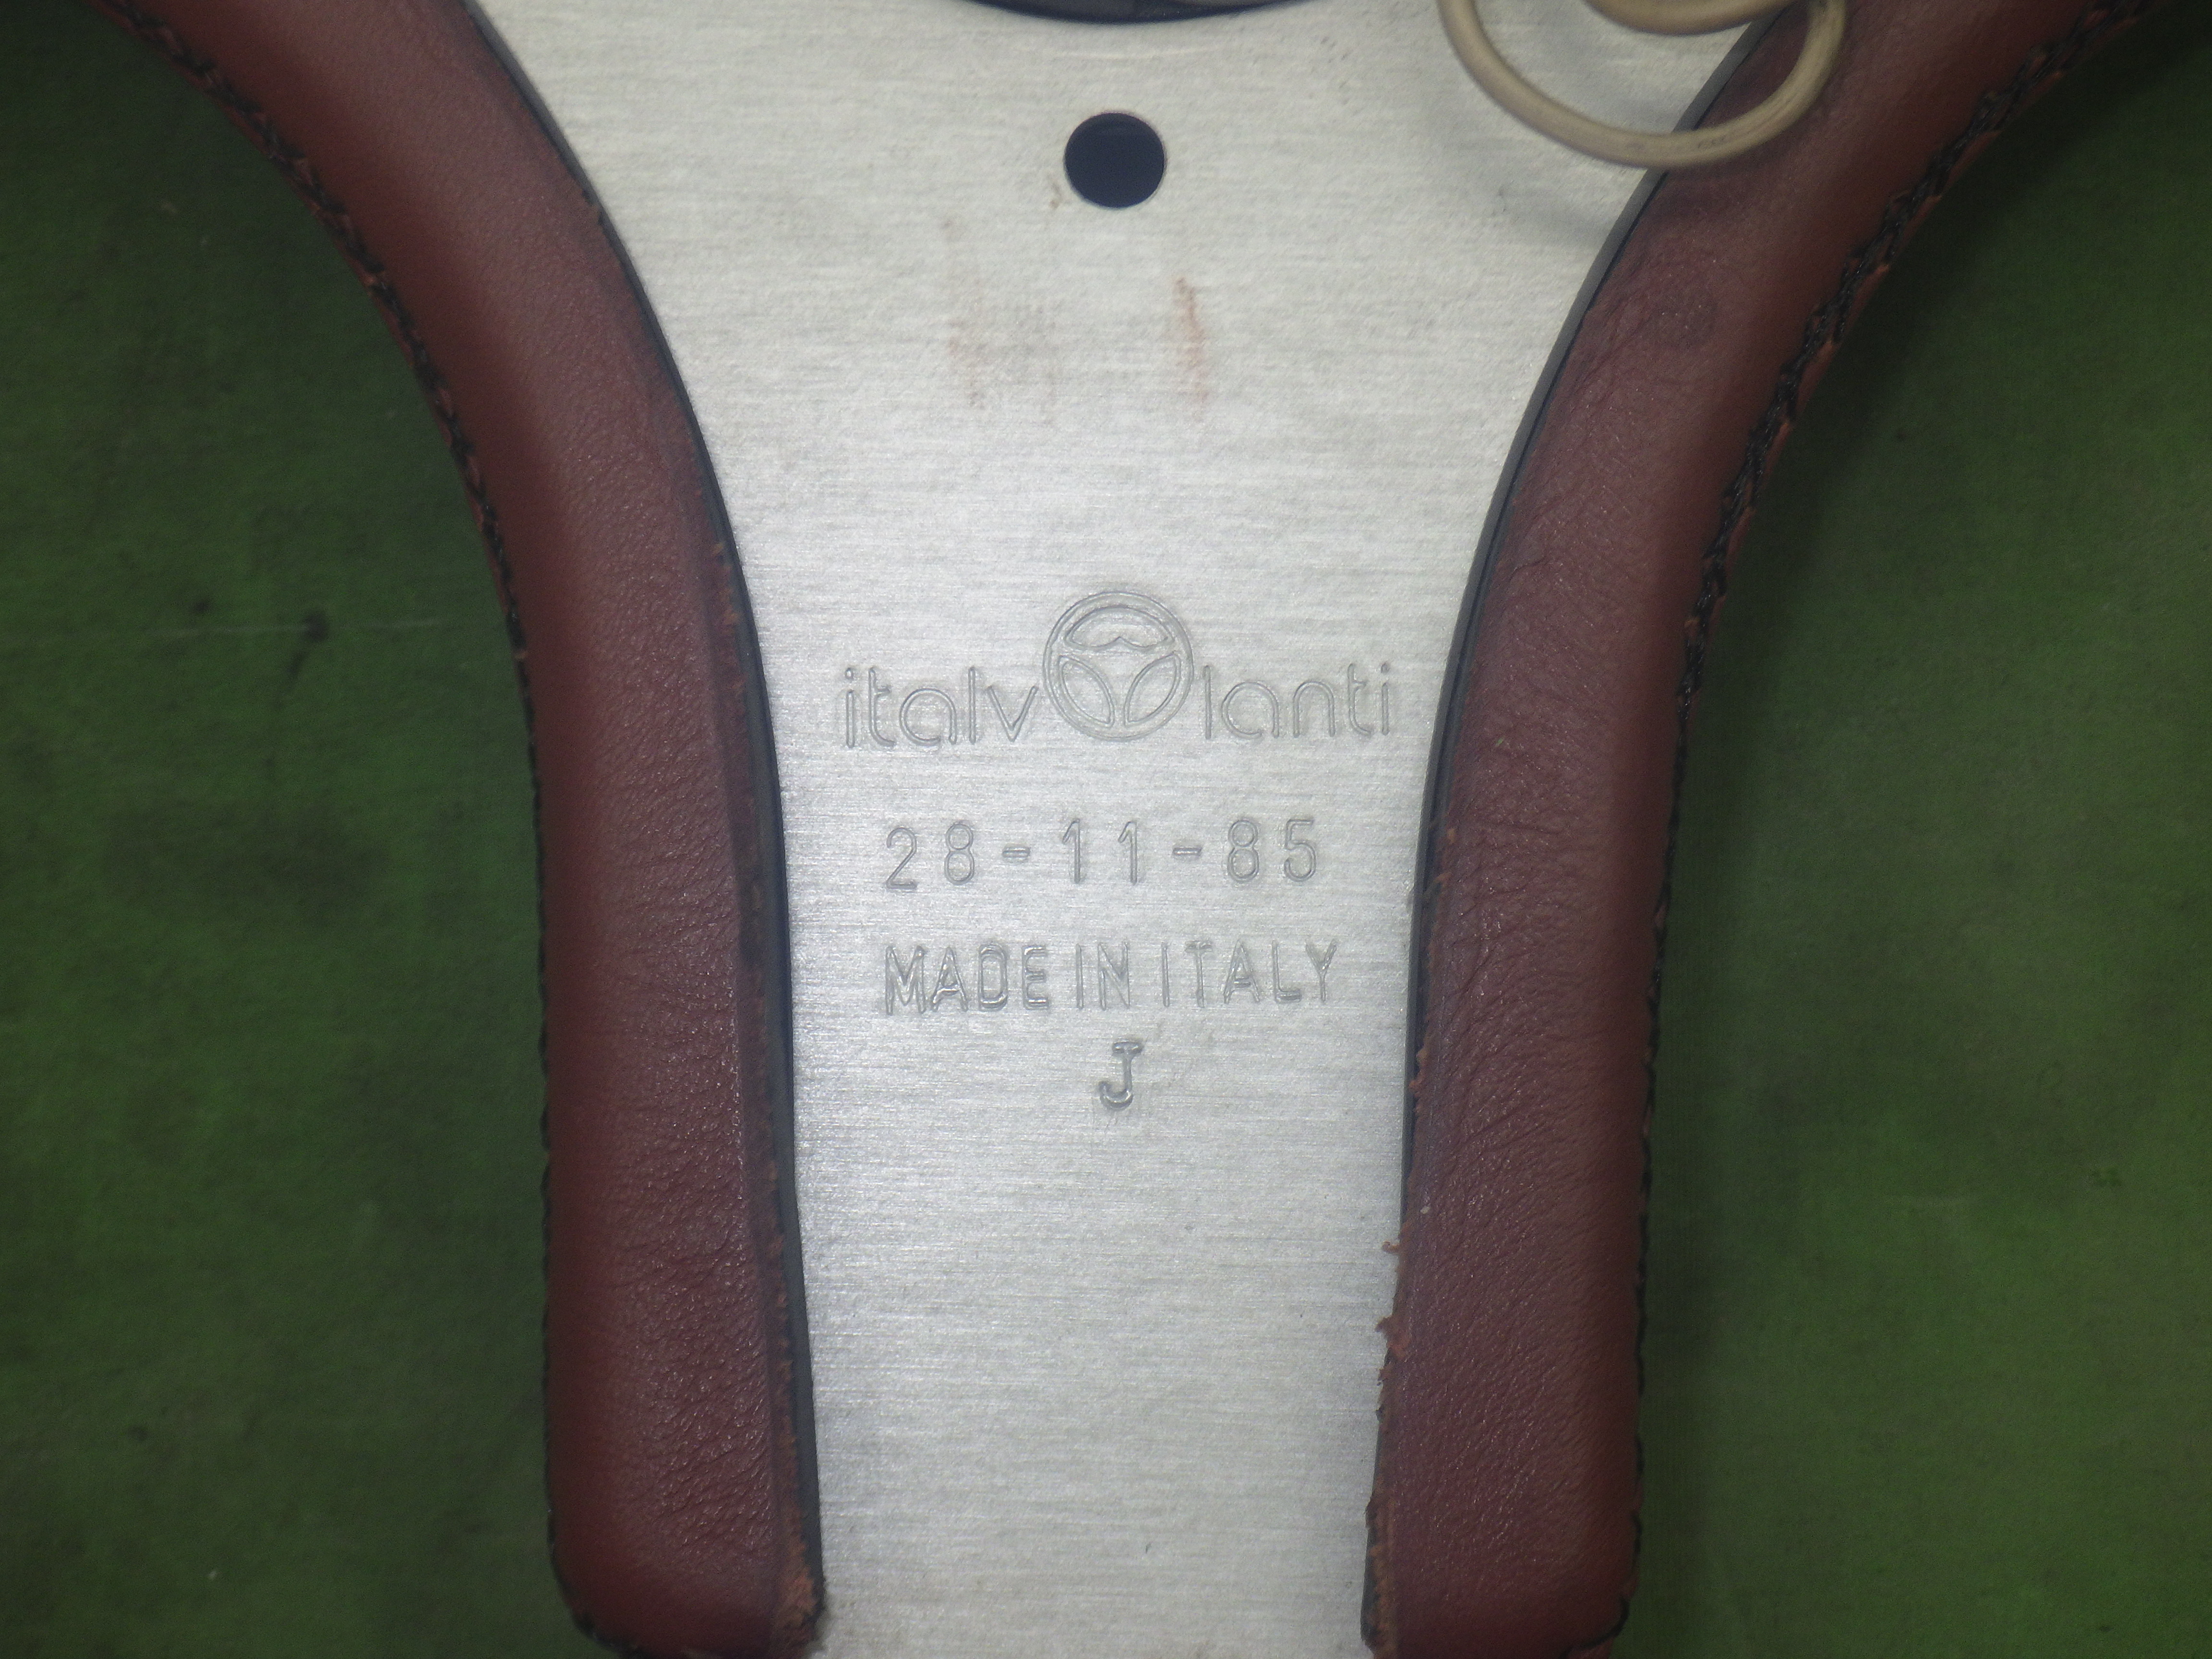 italvolanti
28-11-85
MADE IN ITALY
J